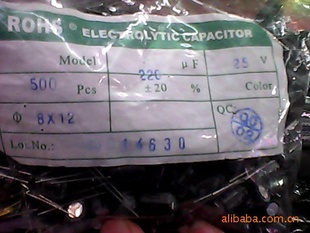 ROHS ELECTROLYTIC CAPACITOR
Model 220 μF 25 V
500 Pcs ±20 % Color
Φ 8X12 QC:
Lot.No.: 14630
alibaba.com.cn